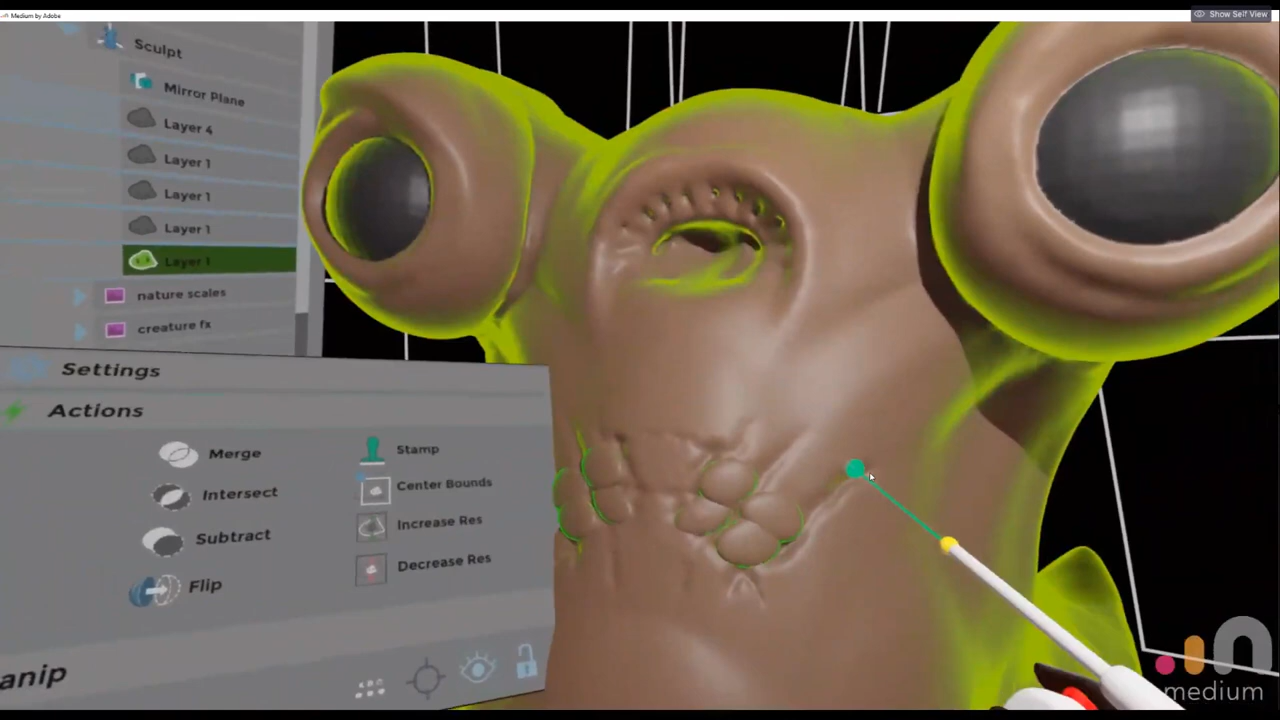 Medium by Adobe
Show Self View
Sculpt
Mirror Plane
Layer 4
Layer 1
Layer 1
Layer 1
Layer 1
nature scales
creature fx
Settings
Actions
Merge
Stamp
Intersect
Center Bounds
Subtract
Increase Res
Flip
Decrease Res
anip
medium